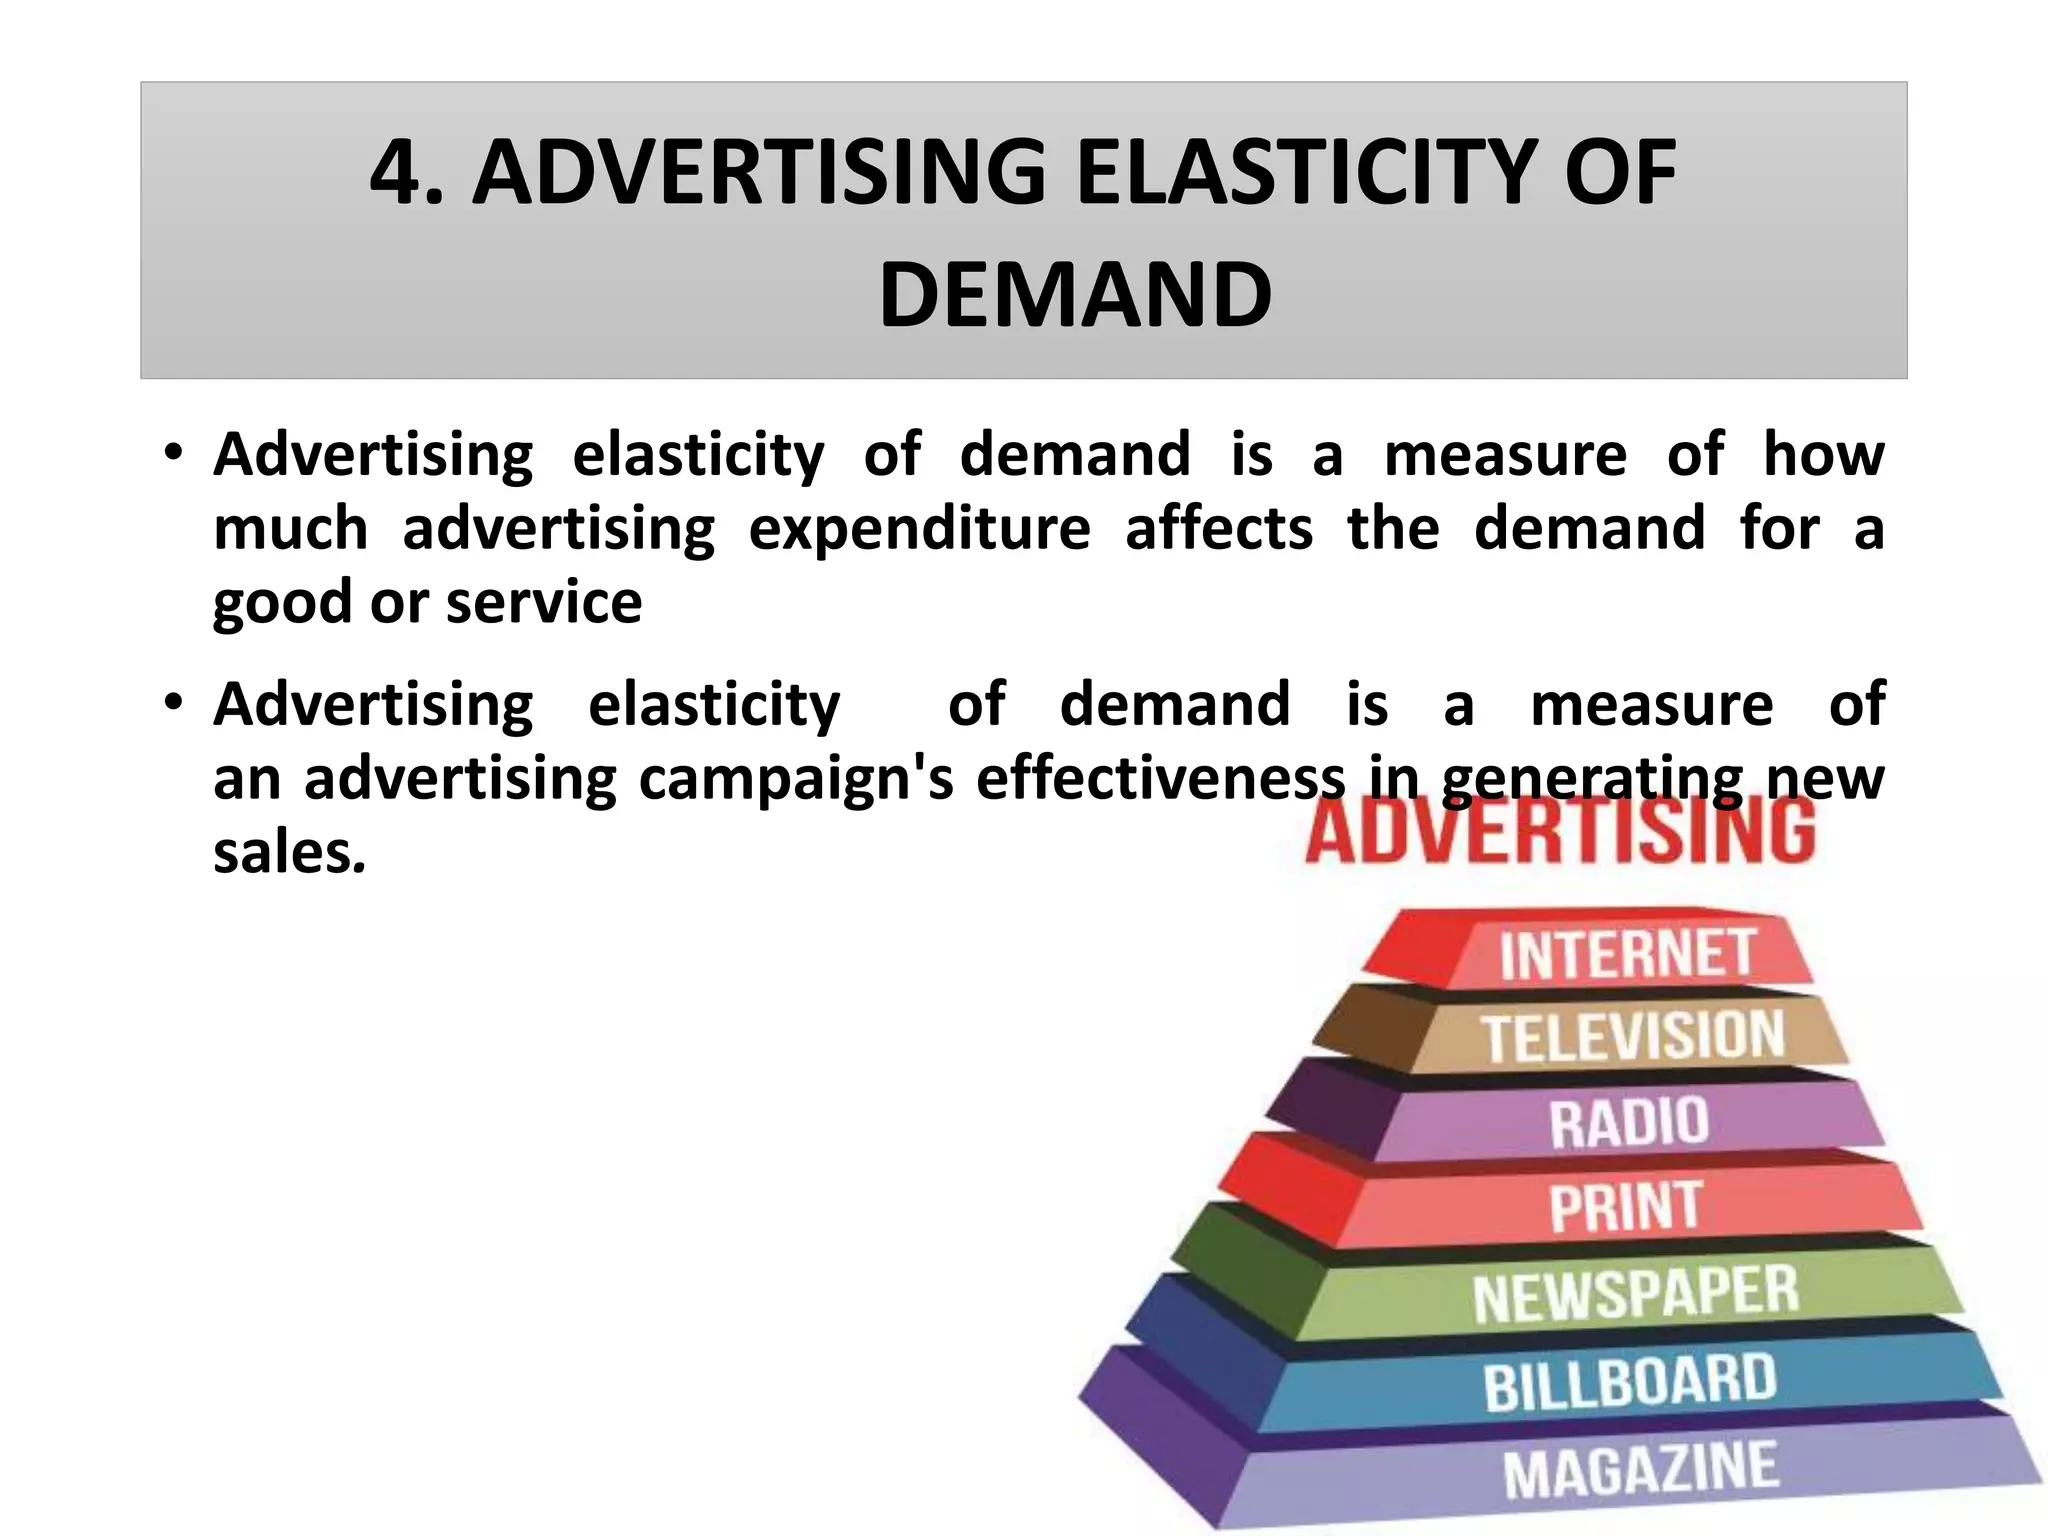 4. ADVERTISING ELASTICITY OF
DEMAND
• Advertising elasticity of demand is a measure of how
much advertising expenditure affects the demand for a
good or service
• Advertising elasticity of demand is a measure of
an advertising campaign's effectiveness in generating new
sales.
ADVERTISING
INTERNET
TELEVISION
RADIO
PRINT
NEWSPAPER
BILLBOARD
MAGAZINE